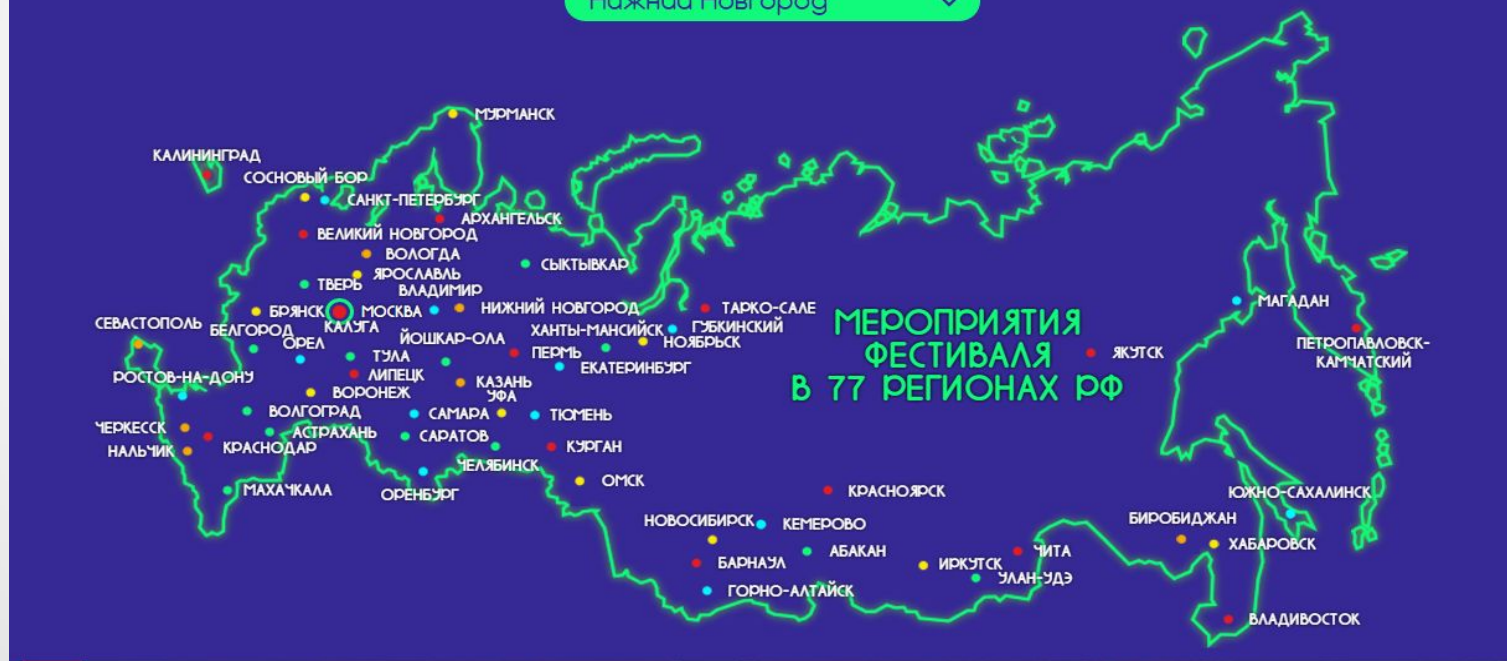 Нижний Новгород
МУРМАНСК
КАЛИНИНГРАД
СОСНОВЫЙ БОР
САНКТ-ПЕТЕРБУРГ
АРХАНГЕЛЬСК
ВЕЛИКИЙ НОВГОРОД
ВОЛОГДА
СЫКТЫВКАР
ЯРОСЛАВЛЬ
ТВЕРЬ
ВЛАДИМИР
БРЯНСК
МОСКВА
НИЖНИЙ НОВГОРОД
ТАРКО-САЛЕ
МАГАДАН
СЕВАСТОПОЛЬ
БЕЛГОРОД
КАЛУГА
ХАНТЫ-МАНСИЙСК
ГУБКИНСКИЙ
ЙОШКАР-ОЛА
НОЯБРЬСК
ОРЕЛ
ТУЛА
ПЕРМЬ
ЕКАТЕРИНБУРГ
МЕРОПРИЯТИЯ
ФЕСТИВАЛЯ
В 77 РЕГИОНАХ РФ
ЯКУТСК
ПЕТРОПАВЛОВСК-
КАМЧАТСКИЙ
РОСТОВ-НА-ДОНУ
ЛИПЕЦК
КАЗАНЬ
ВОРОНЕЖ
УФА
ВОЛГОГРАД
САМАРА
ТЮМЕНЬ
ЧЕРКЕССК
АСТРАХАНЬ
САРАТОВ
НАЛЬЧИК
КРАСНОДАР
КУРГАН
ЧЕЛЯБИНСК
МАХАЧКАЛА
ОРЕНБУРГ
ОМСК
КРАСНОЯРСК
ЮЖНО-САХАЛИНСК
НОВОСИБИРСК
КЕМЕРОВО
БИРОБИДЖАН
ХАБАРОВСК
БАРНАУЛ
АБАКАН
ИРКУТСК
ЧИТА
УЛАН-УДЭ
ГОРНО-АЛТАЙСК
ВЛАДИВОСТОК